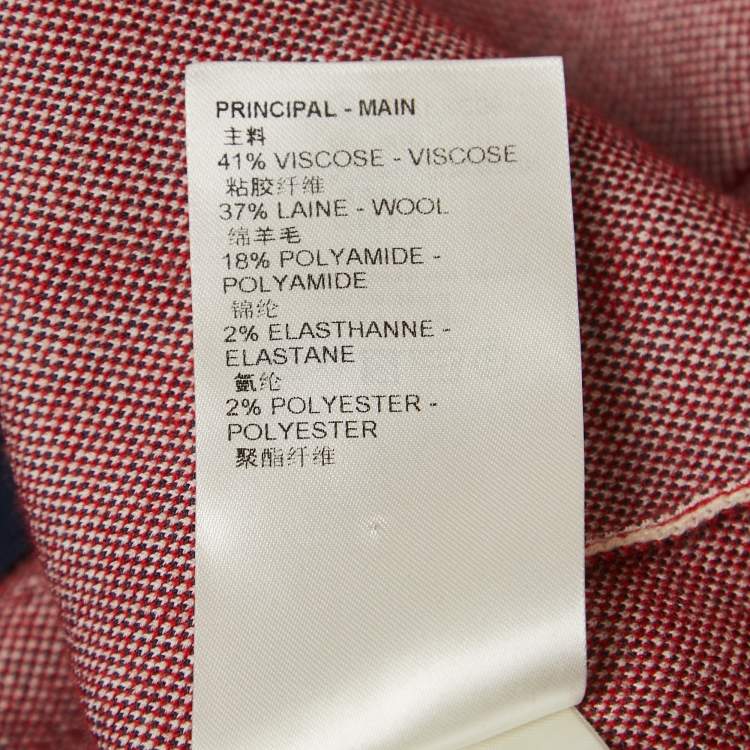 PRINCIPAL - MAIN
主料
41% VISCOSE - VISCOSE
粘胶纤维
37% LAINE - WOOL
绵羊毛
18% POLYAMIDE -
POLYAMIDE
锦纶
2% ELASTHANNE -
ELASTANE
氨纶
2% POLYESTER -
POLYESTER
聚酯纤维